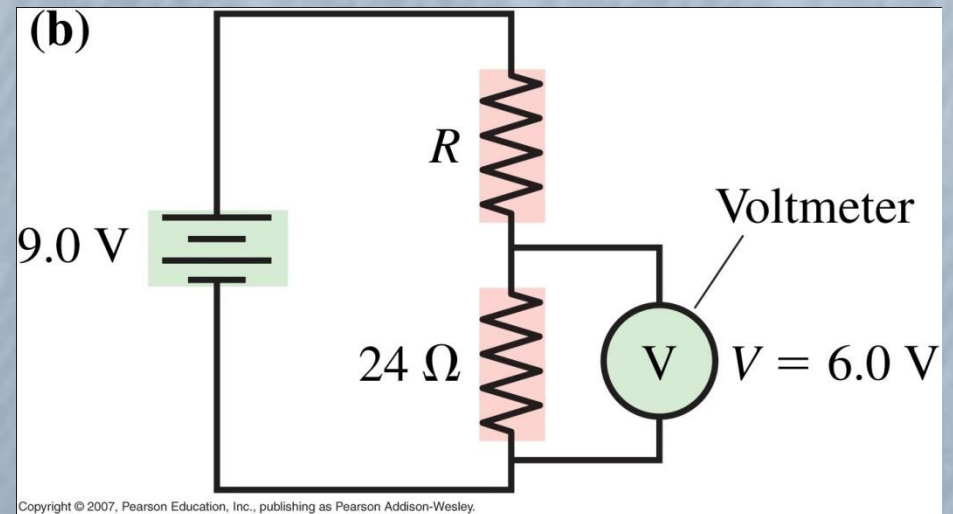 (b)
R
Voltmeter
9.0 V
24 Ω
V
V = 6.0 V
Copyright © 2007, Pearson Education, Inc., publishing as Pearson Addison-Wesley.